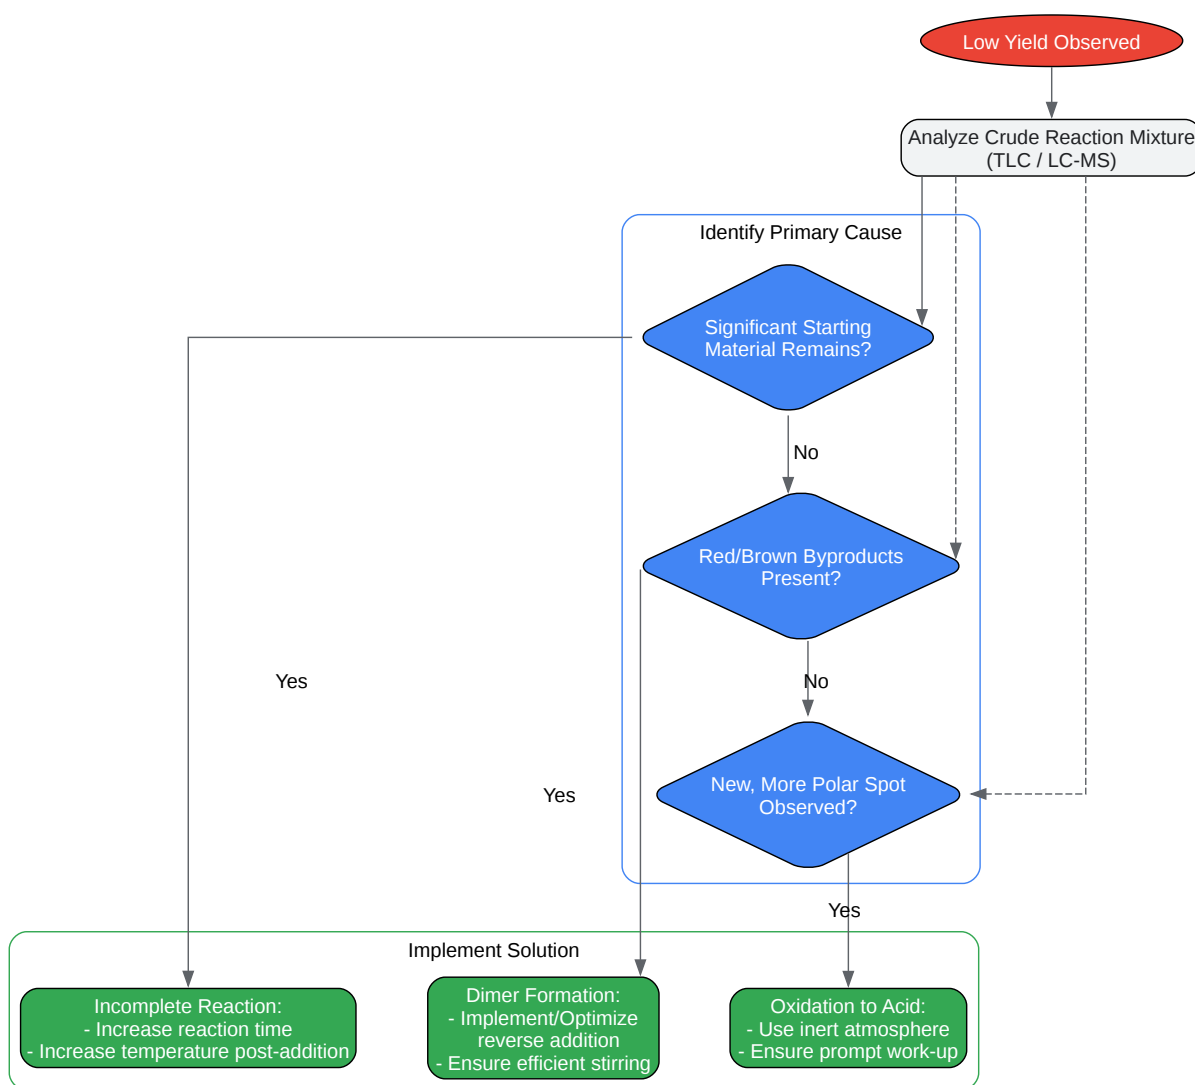 Low Yield Observed
Analyze Crude Reaction Mixture
(TLC / LC-MS)
Identify Primary Cause
Significant Starting
Material Remains?
No
Red/Brown Byproducts
Present?
No
Yes
New, More Polar Spot
Observed?
Yes
Yes
Implement Solution
Incomplete Reaction:
- Increase reaction time
- Increase temperature post-addition
Dimer Formation:
- Implement/Optimize
reverse addition
- Ensure efficient stirring
Oxidation to Acid:
- Use inert atmosphere
- Ensure prompt work-up